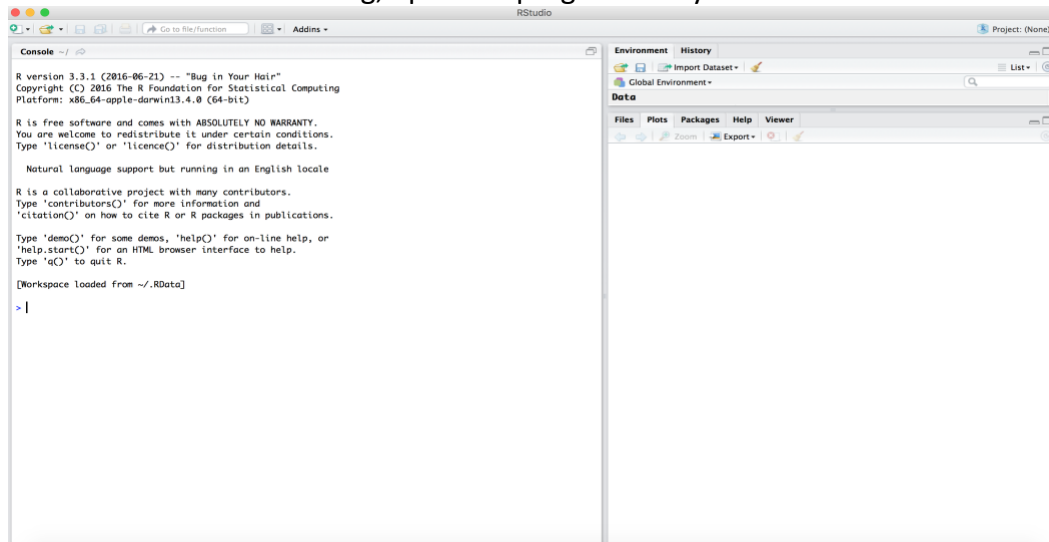 RStudio
Go to file/function
Addins
Project: (None)
Console ~/
R version 3.3.1 (2016-06-21) -- "Bug in Your Hair"
Copyright (C) 2016 The R Foundation for Statistical Computing
Platform: x86_64-apple-darwin13.4.0 (64-bit)
R is free software and comes with ABSOLUTELY NO WARRANTY.
You are welcome to redistribute it under certain conditions.
Type 'license()' or 'licence()' for distribution details.
Natural language support but running in an English locale
R is a collaborative project with many contributors.
Type 'contributors()' for more information and
'citation()' on how to cite R or R packages in publications.
Type 'demo()' for some demos, 'help()' for on-line help, or
'help.start()' for an HTML browser interface to help.
Type 'q()' to quit R.
[Workspace loaded from ~/.RData]
>
Environment History
Import Dataset
List
Global Environment
Data
Files Plots Packages Help Viewer
Zoom Export